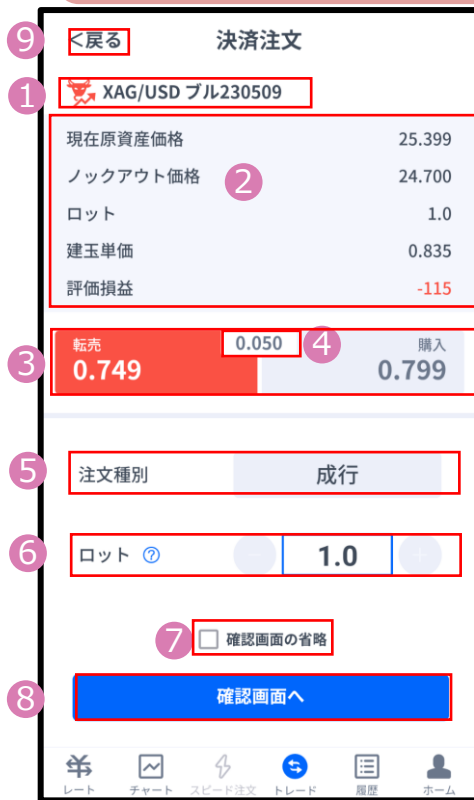 9 <戻る 決済注文
1 XAG/USD ブル230509
現在原資産価格 25.399
ノックアウト価格 2 24.700
ロット 1.0
建玉単価 0.835
評価損益 -115
転売 0.050 4 購入
3 0.749 0.799
5 注文種別 成行
6 ロット ? − 1.0 +
7 確認画面の省略
8 確認画面へ
レート チャート スピード注文 トレード 履歴 ホーム